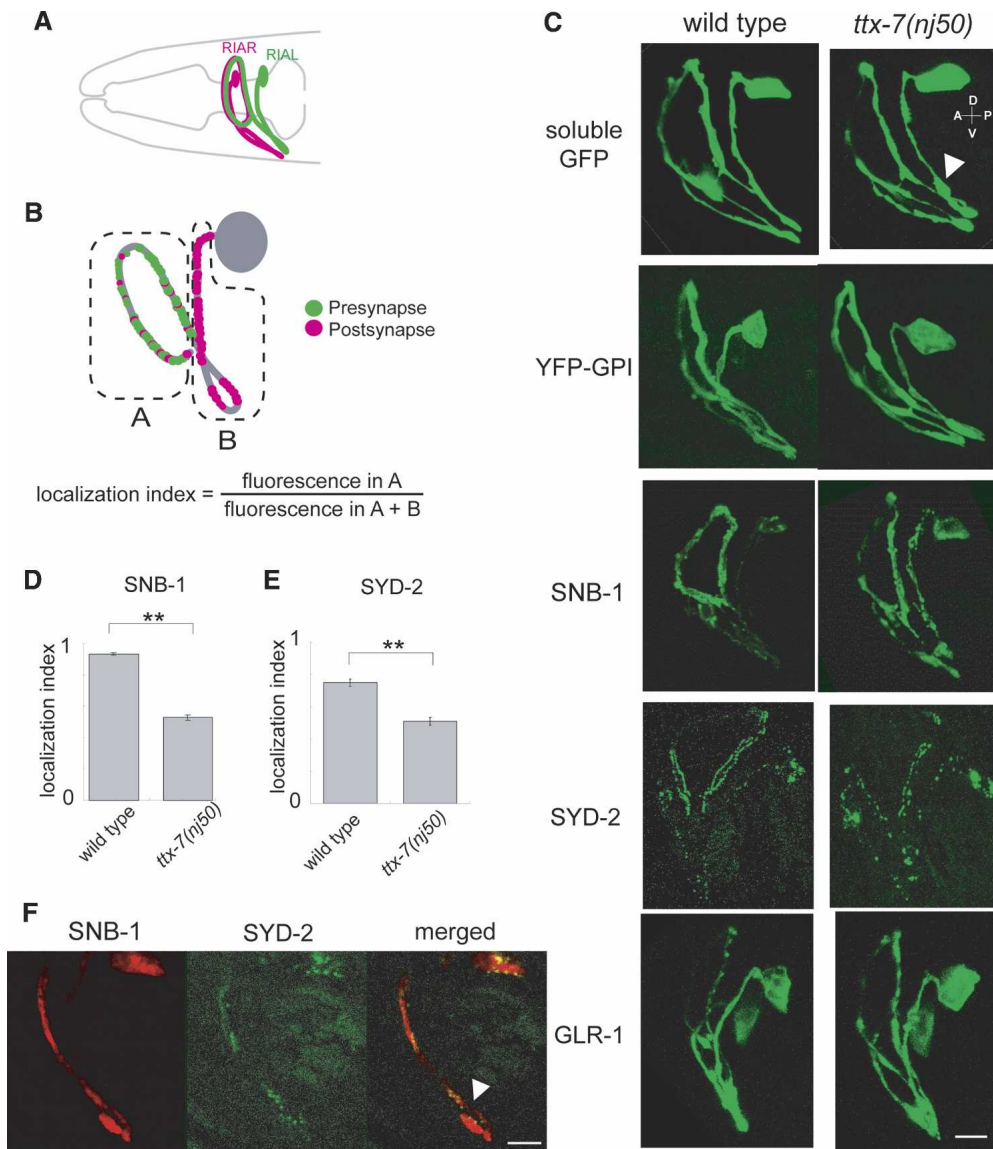 A
RIAR
RIAL
B
Presynapse
Postsynapse
A
B
localization index = fluorescence in A
fluorescence in A + B
D
SNB-1
**
1
localization index
0
wild type
ttx-7(nj50)
E
SYD-2
**
1
localization index
0
wild type
ttx-7(nj50)
F
SNB-1
SYD-2
merged
C
wild type
ttx-7(nj50)
soluble
GFP
D
A
P
V
YFP-GPI
SNB-1
SYD-2
GLR-1